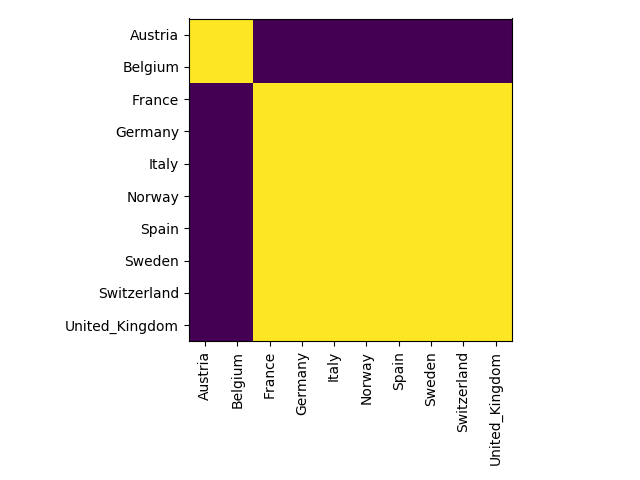 Austria
Belgium
France
Germany
Italy
Norway
Spain
Sweden
Switzerland
United_Kingdom
Austria
Belgium
France
Germany
Italy
Norway
Spain
Sweden
Switzerland
United_Kingdom